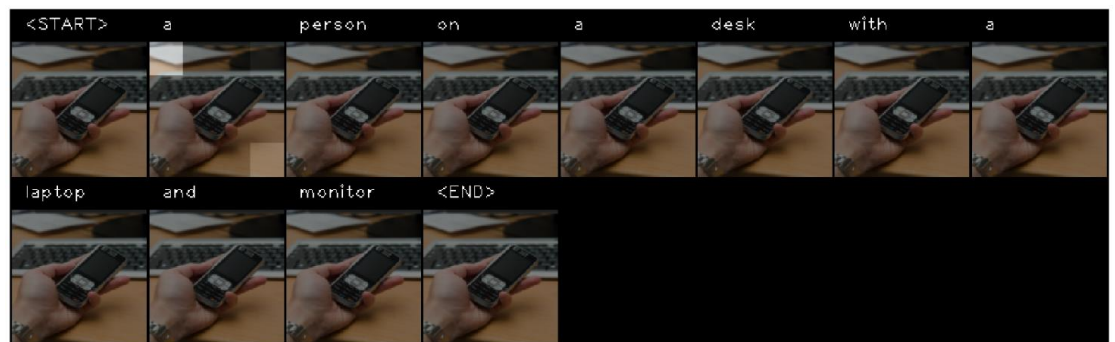 <START> a person on a desk with a
laptop and monitor <END>